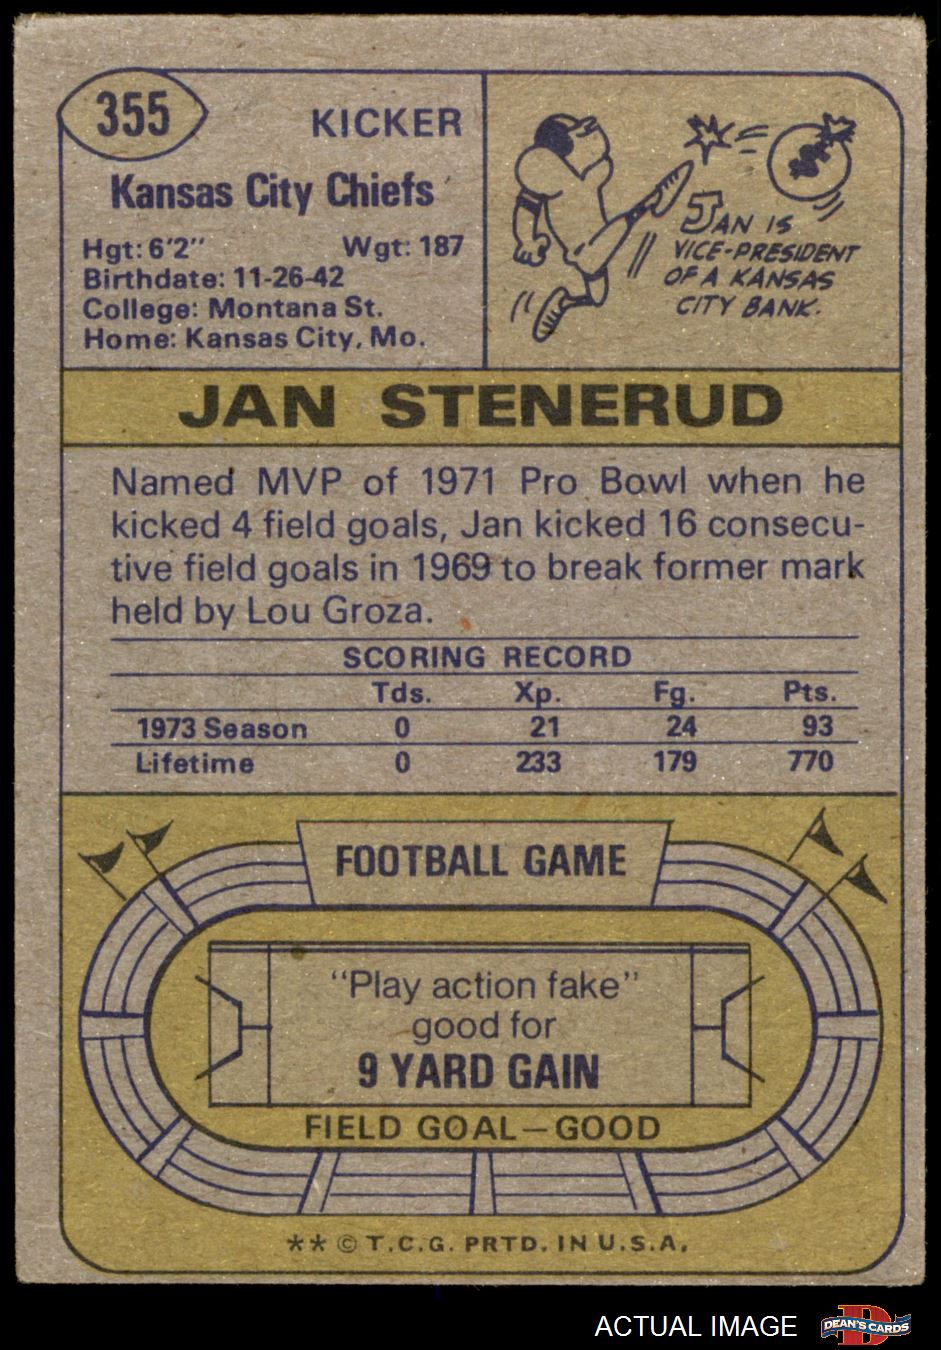 355
KICKER
Kansas City Chiefs
Hgt: 6'2" Wgt: 187
Birthdate: 11-26-42
College: Montana St.
Home: Kansas City, Mo.
$
JAN IS
VICE-PRESIDENT
OF A KANSAS
CITY BANK.
JAN STENERUD
Named MVP of 1971 Pro Bowl when he
kicked 4 field goals, Jan kicked 16 consecu-
tive field goals in 1969 to break former mark
held by Lou Groza.
SCORING RECORD
Tds. Xp. Fg. Pts.
1973 Season 0 21 24 93
Lifetime 0 233 179 770
FOOTBALL GAME
"Play action fake"
good for
9 YARD GAIN
FIELD GOAL—GOOD
** © T.C.G. PRTD. IN U.S.A.
ACTUAL IMAGE
D
DEAN'S CARDS